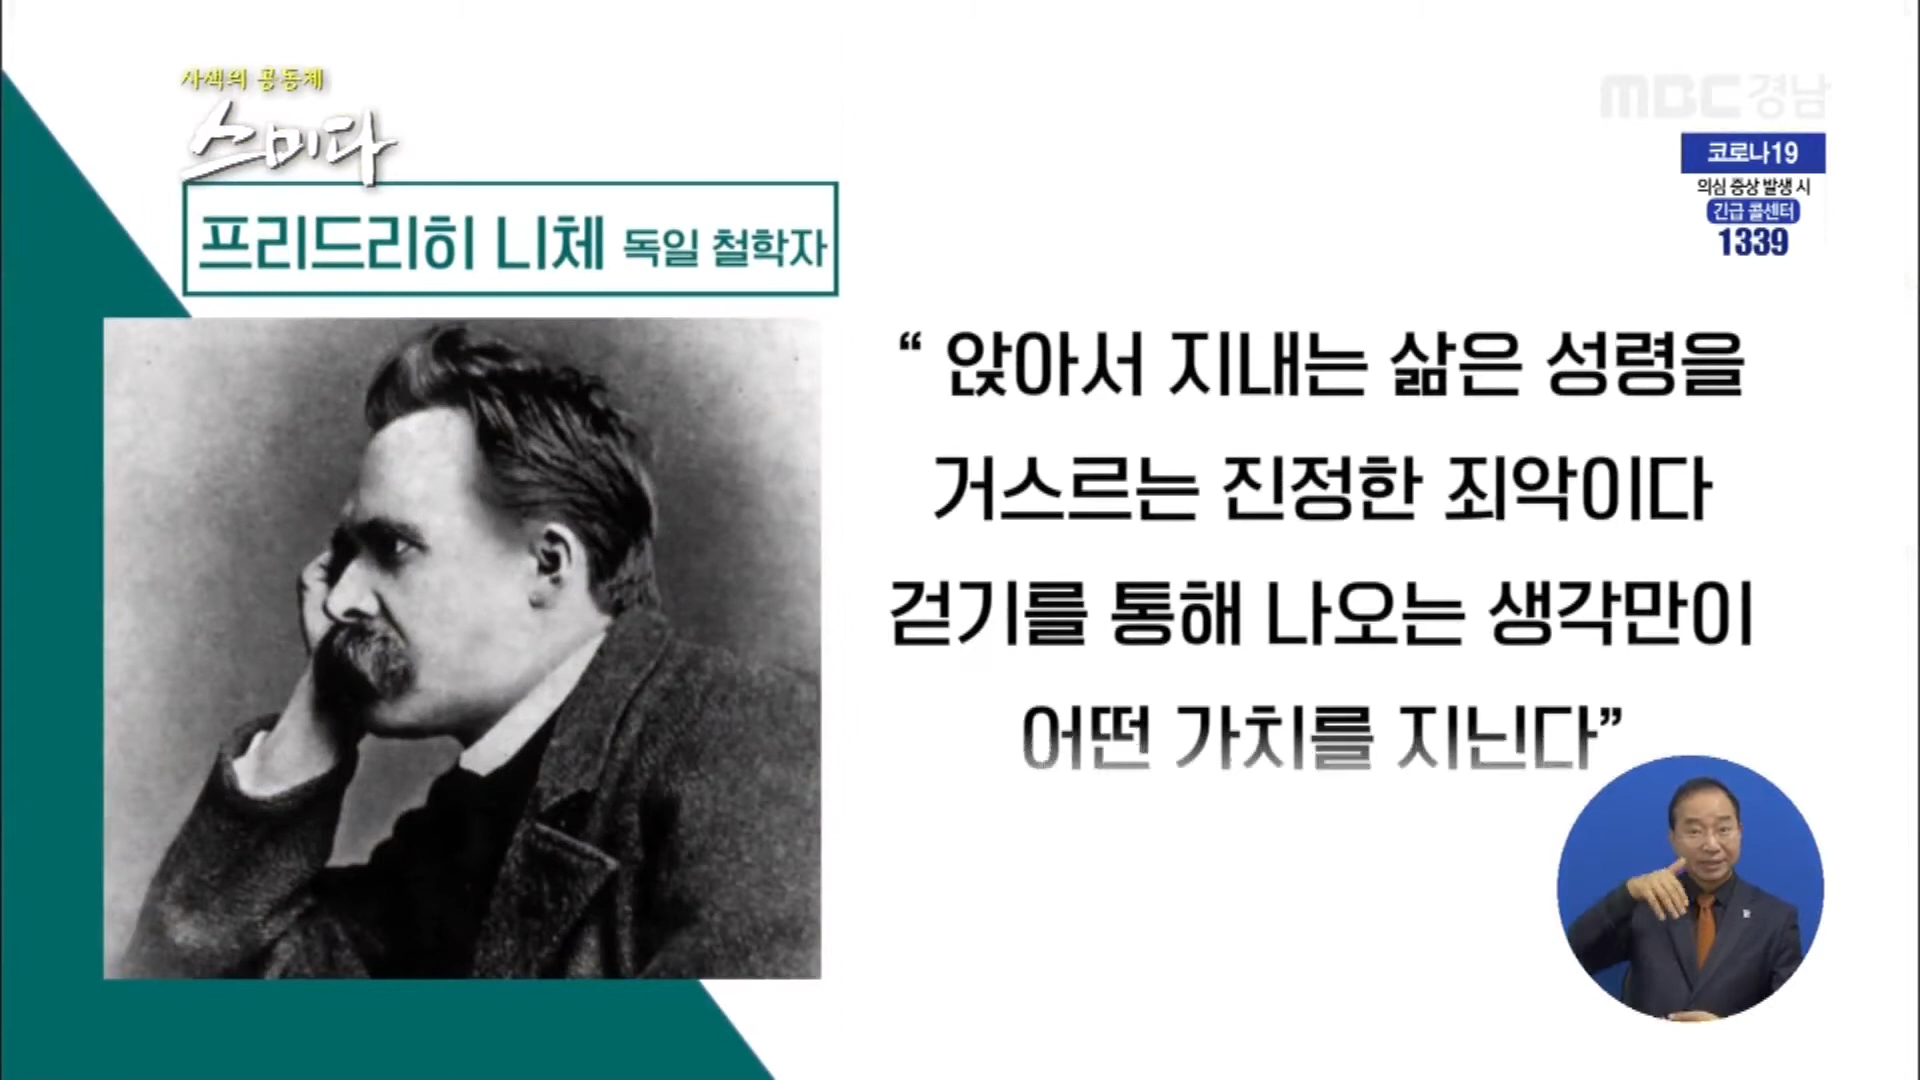 사색의 공동체
스미다
MBC경남
코로나19
의심 증상 발생 시
긴급 콜센터
1339
프리드리히 니체 독일 철학자
“ 앉아서 지내는 삶은 성령을
거스르는 진정한 죄악이다
걷기를 통해 나오는 생각만이
어떤 가치를 지닌다”